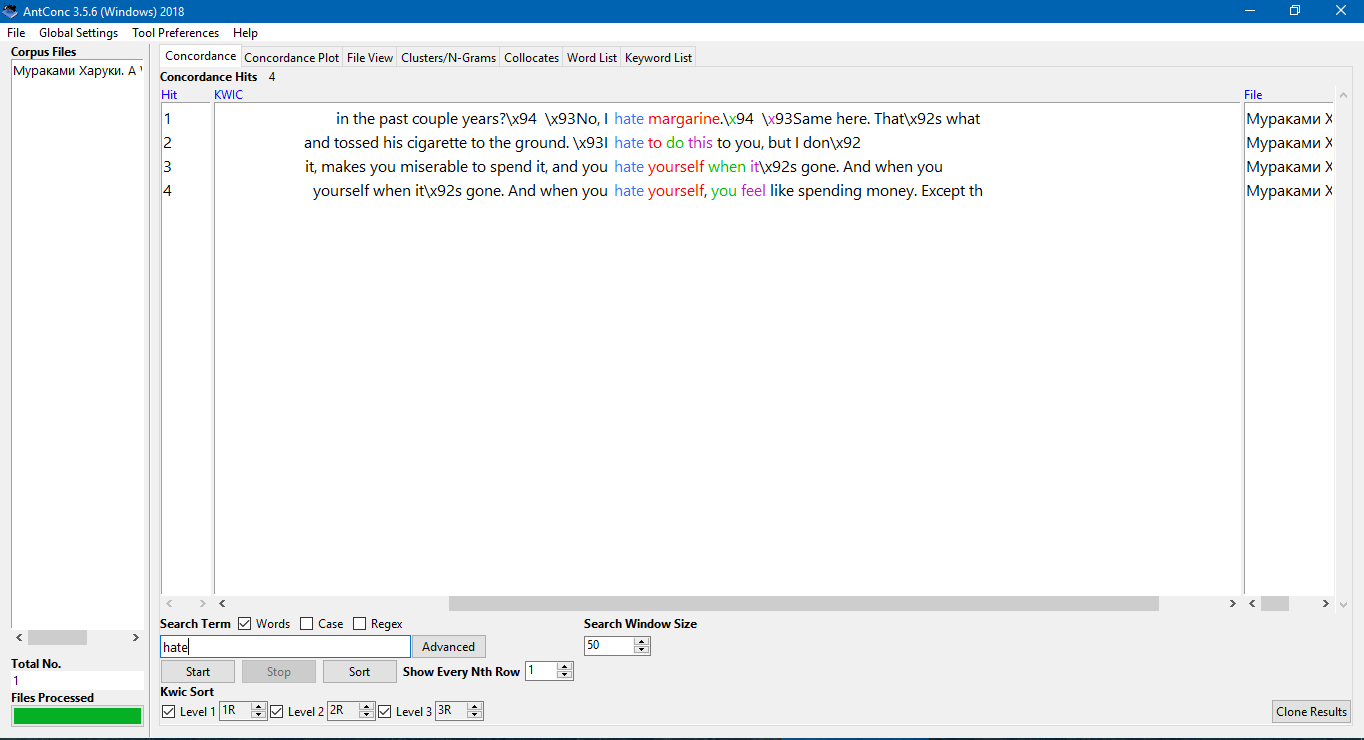 AntConc 3.5.6 (Windows) 2018
File Global Settings Tool Preferences Help
Corpus Files
Мураками Харуки. A
Total No.
1
Files Processed
Concordance Concordance Plot File View Clusters/N-Grams Collocates Word List Keyword List
Concordance Hits 4
Hit KWIC File
1 in the past couple years?\x94 \x93No, I hate margarine.\x94 \x93Same here. That\x92s what Мураками Х
2 and tossed his cigarette to the ground. \x93I hate to do this to you, but I don\x92 Мураками Х
3 it, makes you miserable to spend it, and you hate yourself when it\x92s gone. And when you Мураками Х
4 yourself when it\x92s gone. And when you hate yourself, you feel like spending money. Except th Мураками Х
Search Term Words Case Regex Search Window Size
hate Advanced 50
Start Stop Sort Show Every Nth Row 1
Kwic Sort
Level 1 1R Level 2 2R Level 3 3R Clone Results